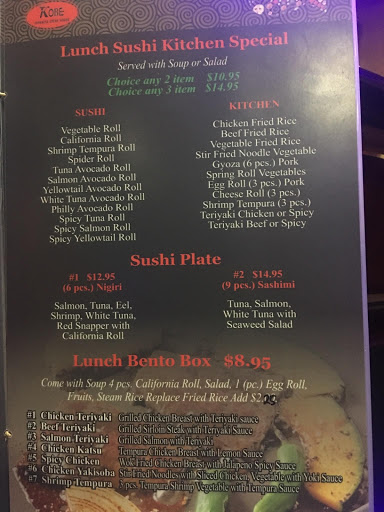 KOBE
Lunch Sushi Kitchen Special
Served with Soup or Salad
Choice any 2 item $10.95
Choice any 3 item $14.95
SUSHI
Vegetable Roll
California Roll
Shrimp Tempura Roll
Spider Roll
Tuna Avocado Roll
Salmon Avocado Roll
Yellowtail Avocado Roll
White Tuna Avocado Roll
Philly Avocado Roll
Spicy Tuna Roll
Spicy Salmon Roll
Spicy Yellowtail Roll
KITCHEN
Chicken Fried Rice
Beef Fried Rice
Vegetable Fried Rice
Stir Fried Noodle Vegetable
Gyoza (6 pcs.) Pork
Spring Roll Vegetables
Egg Roll (3 pcs.) Pork
Cheese Roll (3 pcs.)
Shrimp Tempura (3 pcs.)
Teriyaki Chicken or Spicy
Teriyaki Beef or Spicy
Sushi Plate
#1 $12.95
(6 pcs.) Nigiri
Salmon, Tuna, Eel,
Shrimp, White Tuna,
Red Snapper with
California Roll
#2 $14.95
(9 pcs.) Sashimi
Tuna, Salmon,
White Tuna with
Seaweed Salad
Lunch Bento Box $8.95
Come with Soup 4 pcs. California Roll, Salad, 1 (pc.) Egg Roll,
Fruits, Steam Rice Replace Fried Rice Add
#1 Chicken Teriyaki Grilled Chicken Breast with Teriyaki sauce
#2 Beef Teriyaki Grilled Sirloin Steak with Teriyaki Sauce
#3 Salmon Teriyaki Grilled Salmon with Teriyaki
#4 Chicken Katsu Tempura Chicken Breast with Lemon Sauce
#5 Spicy Chicken Wok Fried Chicken Breast with Jalapeno Spicy Sauce
#6 Chicken Yakisoba Stir Fried Noodles with Sliced Chicken, Vegetable with Yoki Sauce
#7 Shrimp Tempura 3 pcs. Tempura Shrimp Vegetable with Tempura Sauce